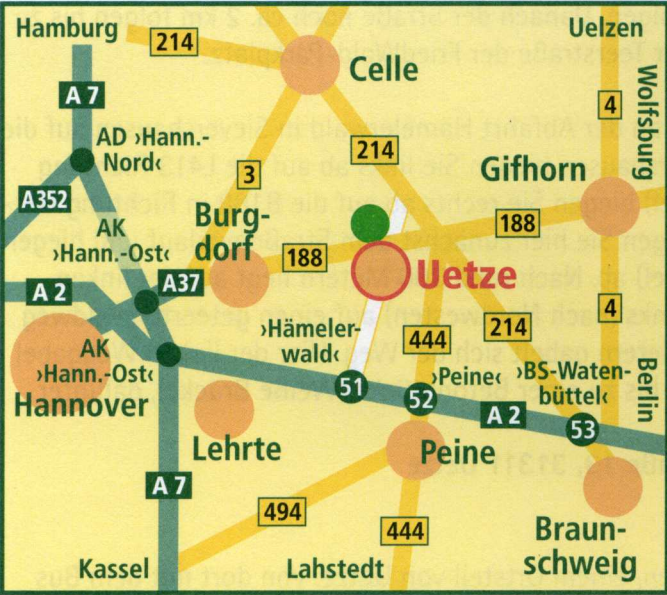 Hamburg
214
Celle
Uelzen
Wolfsburg
A 7
4
AD ›Hann.-
Nord‹
214
3
Gifhorn
A352
AK
›Hann.-Ost‹
Burg-
dorf
188
188
Uetze
A37
A 2
›Hämeler-
wald‹
444
214
4
AK
›Hann.-Ost‹
›Peine‹
›BS-Waten-
büttel‹
Berlin
51
52
A 2
53
Hannover
Lehrte
Peine
A 7
494
444
Braun-
schweig
Kassel
Lahstedt